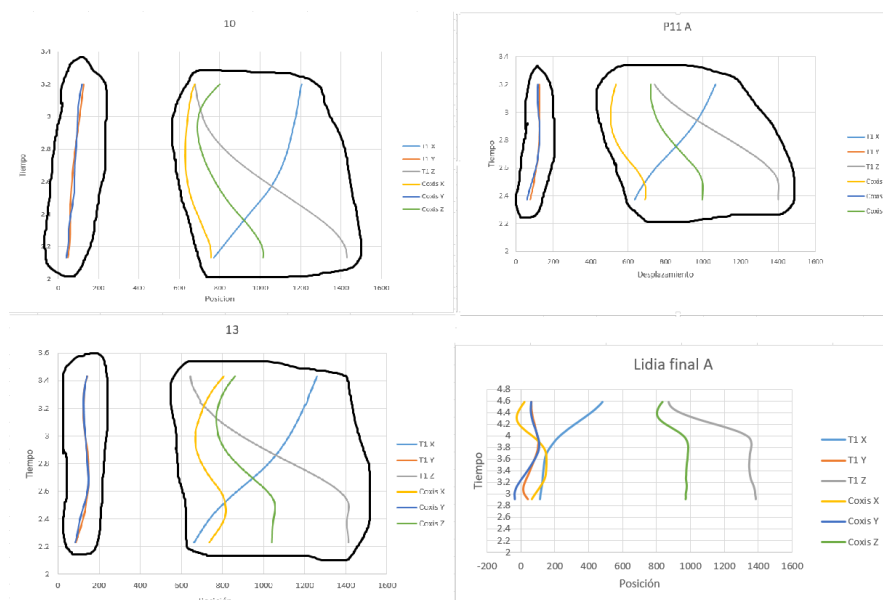 10
Tiempo
3.4
3.2
3
2.8
2.6
2.4
2.2
2
0
200
400
600
800
1000
1200
1400
1600
Posicion
T1 X
T1 Y
T1 Z
Coxis X
Coxis Y
Coxis Z
P11 A
Tiempo
3.4
3.2
3
2.8
2.6
2.4
2.2
2
0
200
400
600
800
1000
1200
1400
1600
Desplazamiento
T1 X
T1 Y
T1 Z
Coxis
Coxis
Coxis
13
Tiempo
3.6
3.4
3.2
3
2.8
2.6
2.4
2.2
2
0
200
400
600
800
1000
1200
1400
1600
T1 X
T1 Y
T1 Z
Coxis X
Coxis Y
Coxis Z
Lidia final A
Tiempo
4.8
4.6
4.4
4.2
4
3.8
3.6
3.4
3.2
3
2.8
2.6
2.4
2.2
2
-200
0
200
400
600
800
1000
1200
1400
1600
Posición
T1 X
T1 Y
T1 Z
Coxis X
Coxis Y
Coxis Z